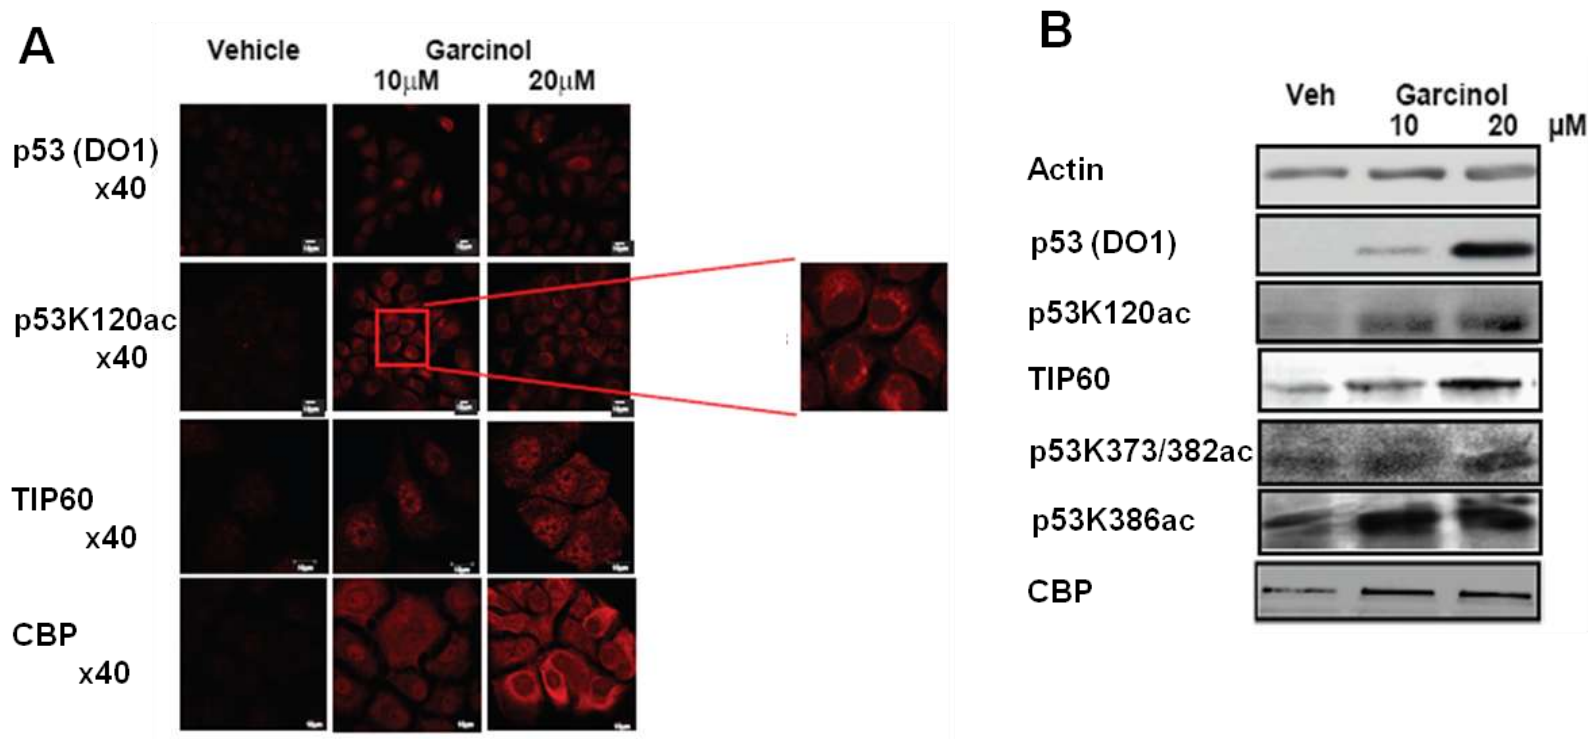 A
Vehicle Garcinol
10µM 20µM
p53 (DO1)
x40
p53K120ac
x40
TIP60
x40
CBP
x40
B
Veh Garcinol
10 20 µM
Actin
p53 (DO1)
p53K120ac
TIP60
p53K373/382ac
p53K386ac
CBP